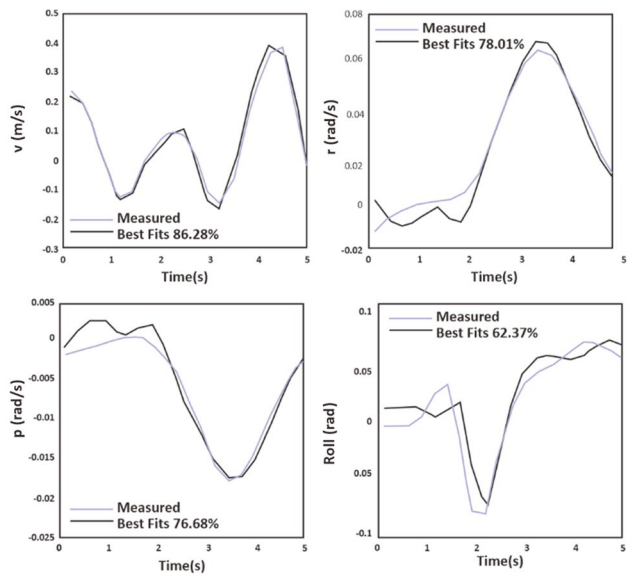 0.5
0.4
0.3
0.2
0.1
0
-0.1
-0.2
-0.3
v (m/s)
Measured
Best Fits 86.28%
0 1 2 3 4 5
Time(s)
0.08
0.06
0.04
0.02
0
-0.02
r (rad/s)
Measured
Best Fits 78.01%
0 1 2 3 4 5
Time(s)
0.005
0
-0.005
-0.01
-0.015
-0.02
-0.025
p (rad/s)
Measured
Best Fits 76.68%
0 1 2 3 4 5
Time(s)
0.1
0.05
0
0.05
-0.1
Roll (rad)
Measured
Best Fits 62.37%
0 1 2 3 4 5
Time(s)